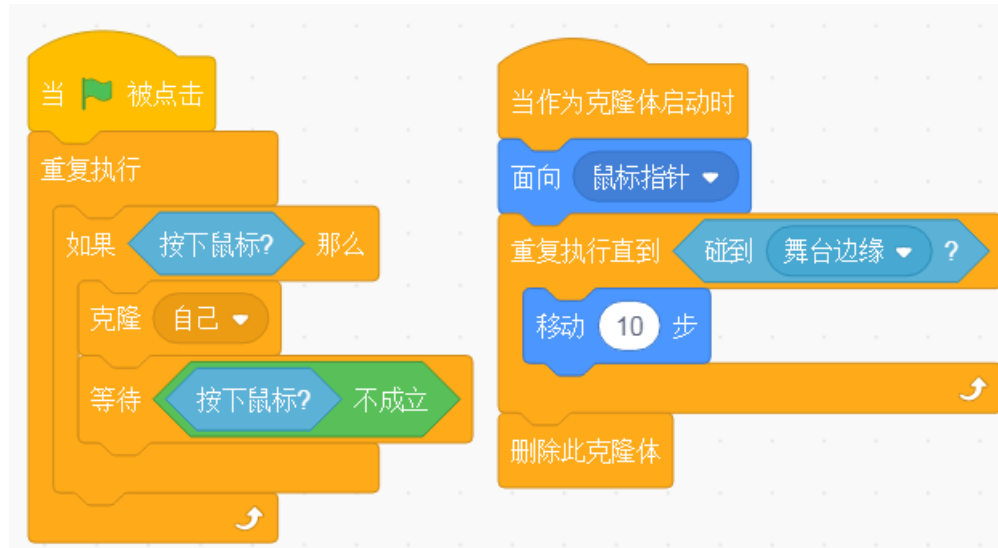 当 被点击
重复执行
如果 按下鼠标? 那么
克隆 自己
等待 按下鼠标? 不成立
当作为克隆体启动时
面向 鼠标指针
重复执行直到 碰到 舞台边缘 ?
移动 10 步
删除此克隆体